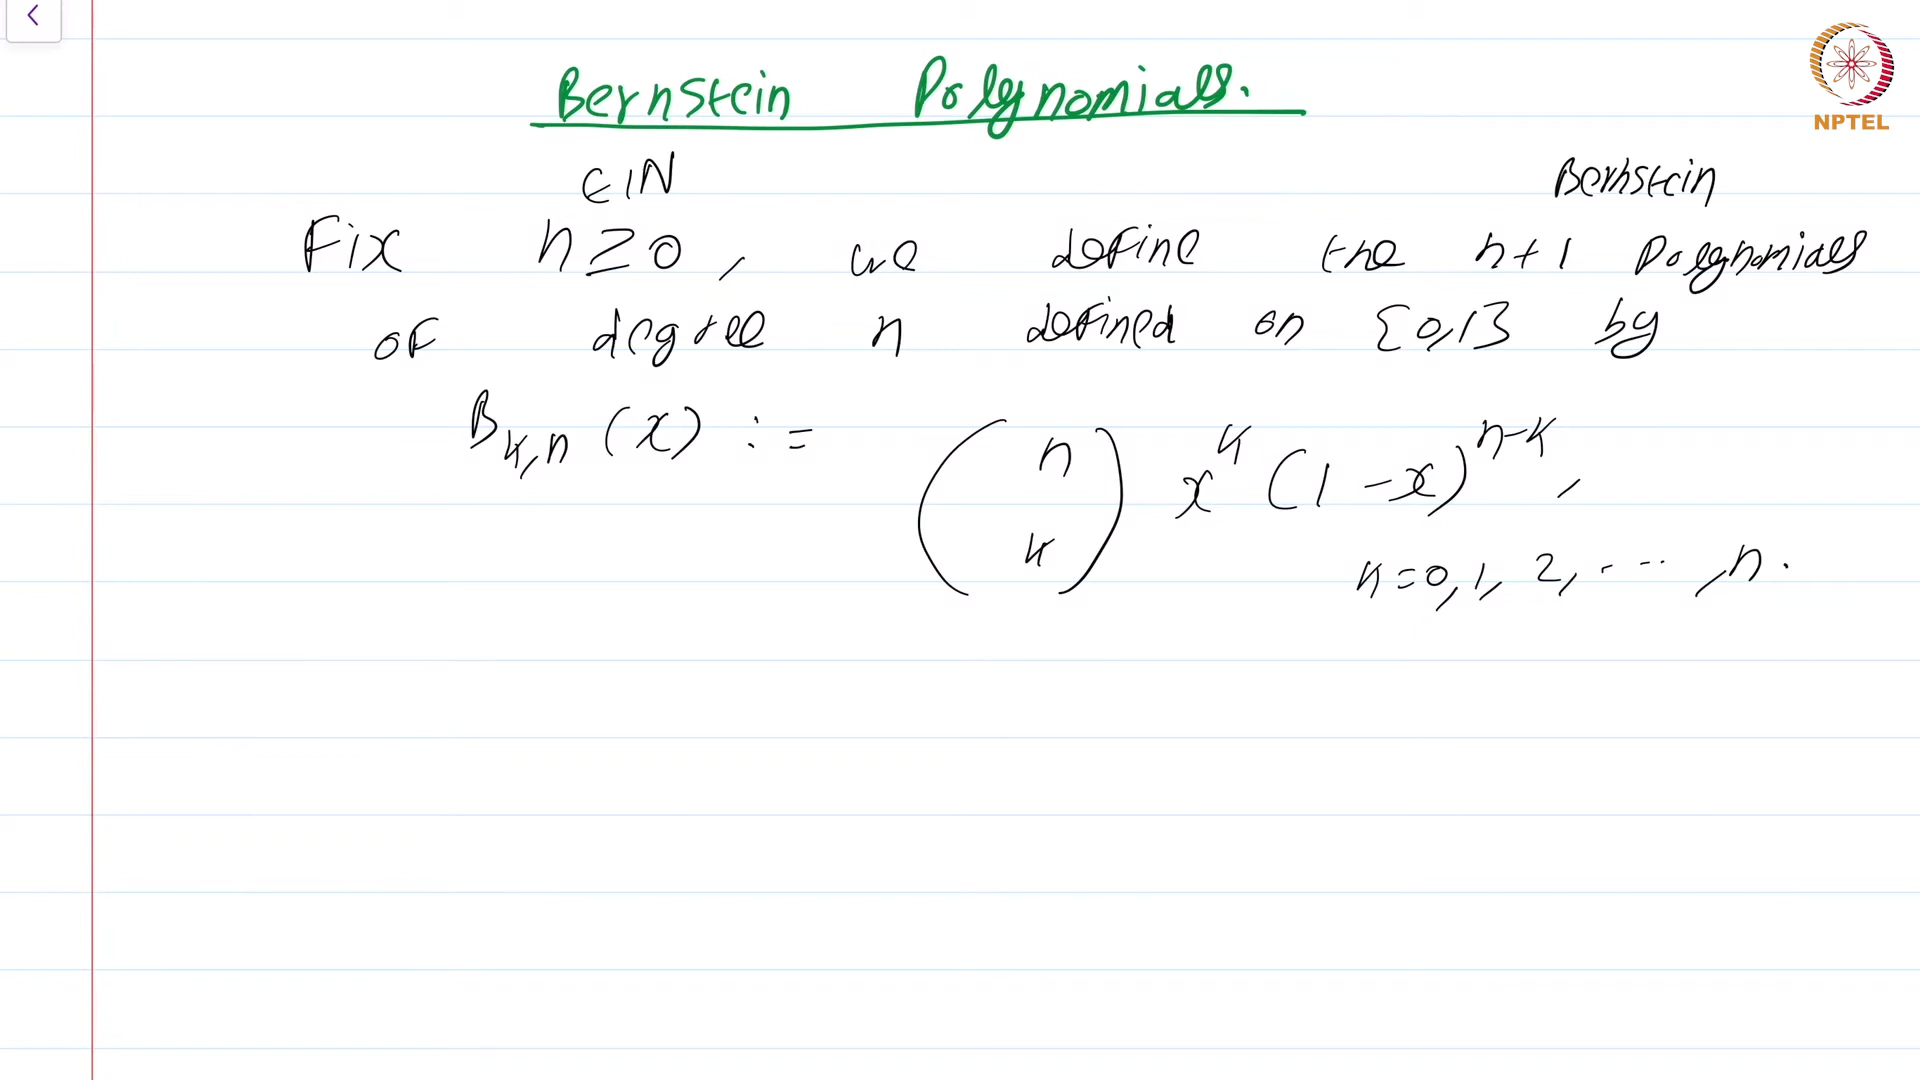 Bernstein Polynomials.
NPTEL
∈ ℕ Bernstein
Fix n ≥ 0, we define the n+1 Polynomials
of degree n defined on {0,1} by
B_{k,n}(x) := \binom{n}{k} x^k (1-x)^{n-k},
k = 0, 1, 2, ..., n.